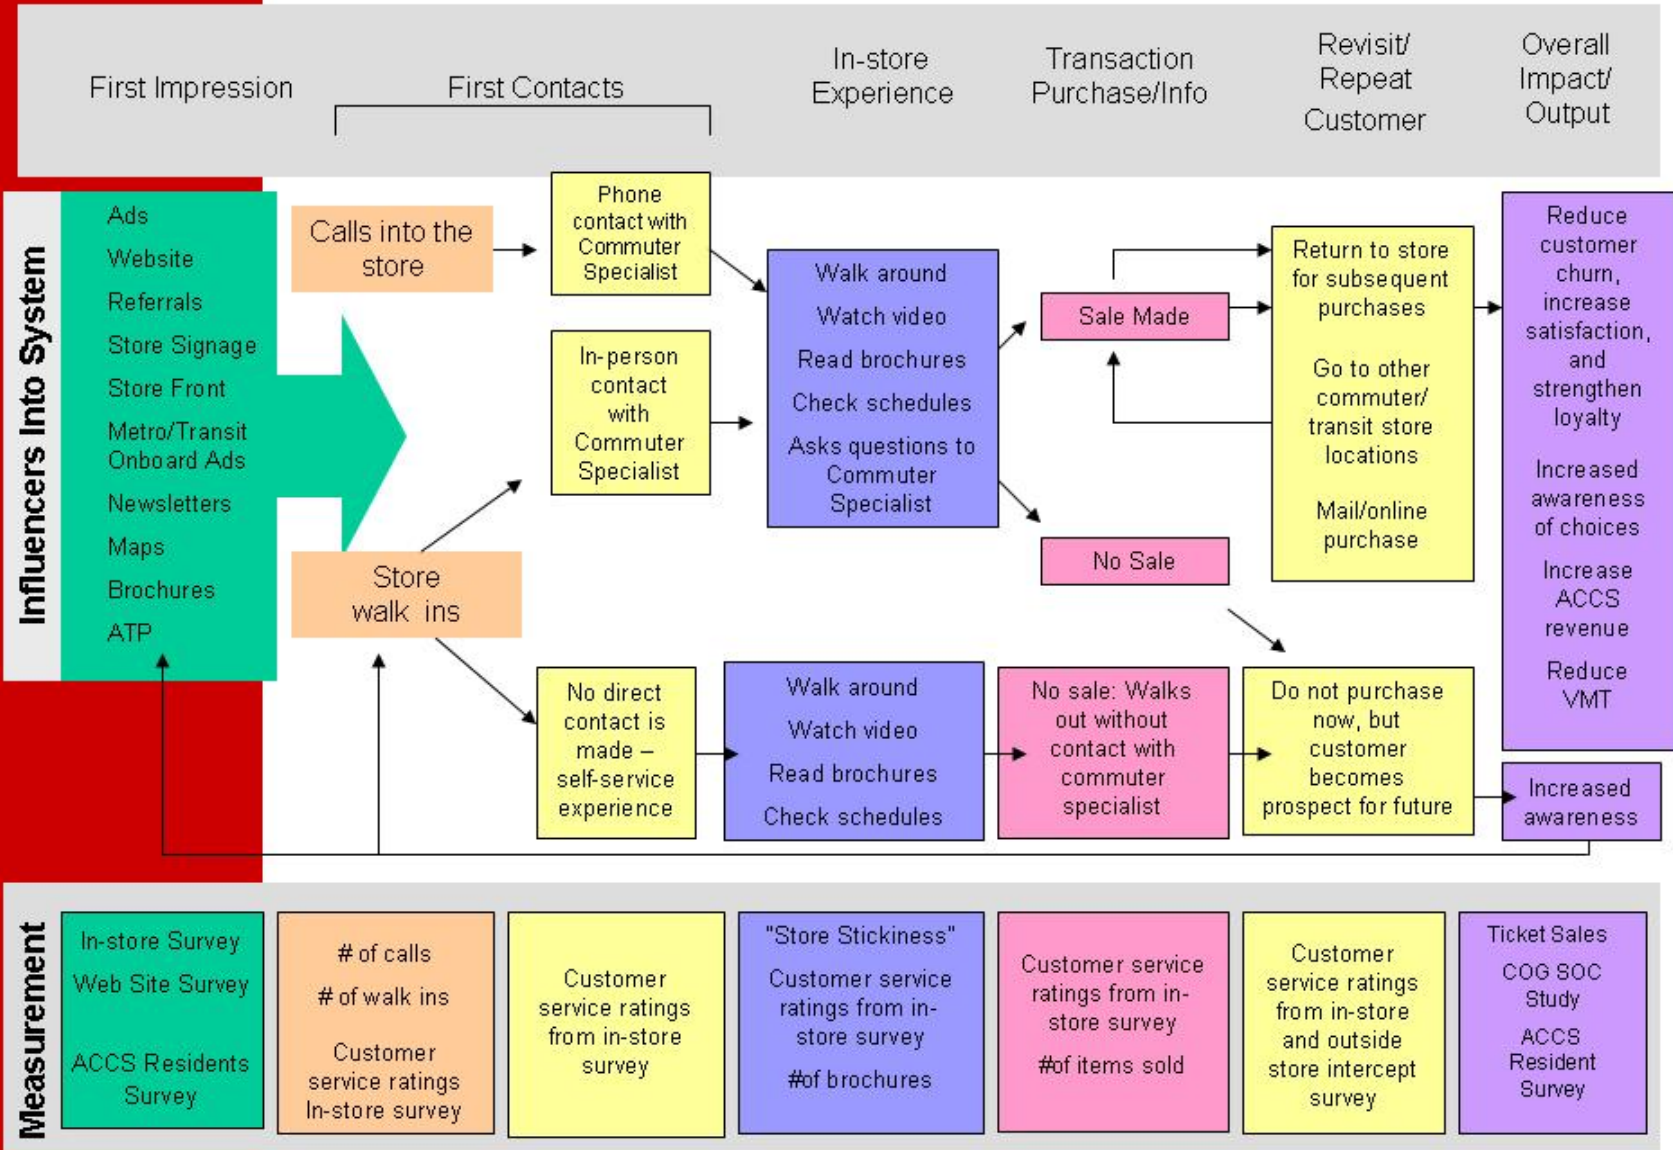 First Impression
First Contacts
In-store
Experience
Transaction
Purchase/Info
Revisit/
Repeat
Customer
Overall
Impact/
Output
Influencers Into System
Ads
Website
Referrals
Store Signage
Store Front
Metro/Transit
Onboard Ads
Newsletters
Maps
Brochures
ATP
Calls into the
store
Store
walk ins
Phone
contact with
Commuter
Specialist
In-person
contact
with
Commuter
Specialist
No direct
contact is
made –
self-service
experience
Walk around
Watch video
Read brochures
Check schedules
Asks questions to
Commuter
Specialist
Walk around
Watch video
Read brochures
Check schedules
Sale Made
No Sale
No sale: Walks
out without
contact with
commuter
specialist
Return to store
for subsequent
purchases
Go to other
commuter/
transit store
locations
Mail/online
purchase
Do not purchase
now, but
customer
becomes
prospect for future
Reduce
customer
churn,
increase
satisfaction,
and
strengthen
loyalty
Increased
awareness
of choices
Increase
ACCS
revenue
Reduce
VMT
Increased
awareness
Measurement
In-store Survey
Web Site Survey
ACCS Residents
Survey
# of calls
# of walk ins
Customer
service ratings
In-store survey
Customer
service ratings
from in-store
survey
"Store Stickiness"
Customer service
ratings from in-
store survey
#of brochures
Customer service
ratings from in-
store survey
#of items sold
Customer
service ratings
from in-store
and outside
store intercept
survey
Ticket Sales
COG SOC
Study
ACCS
Resident
Survey